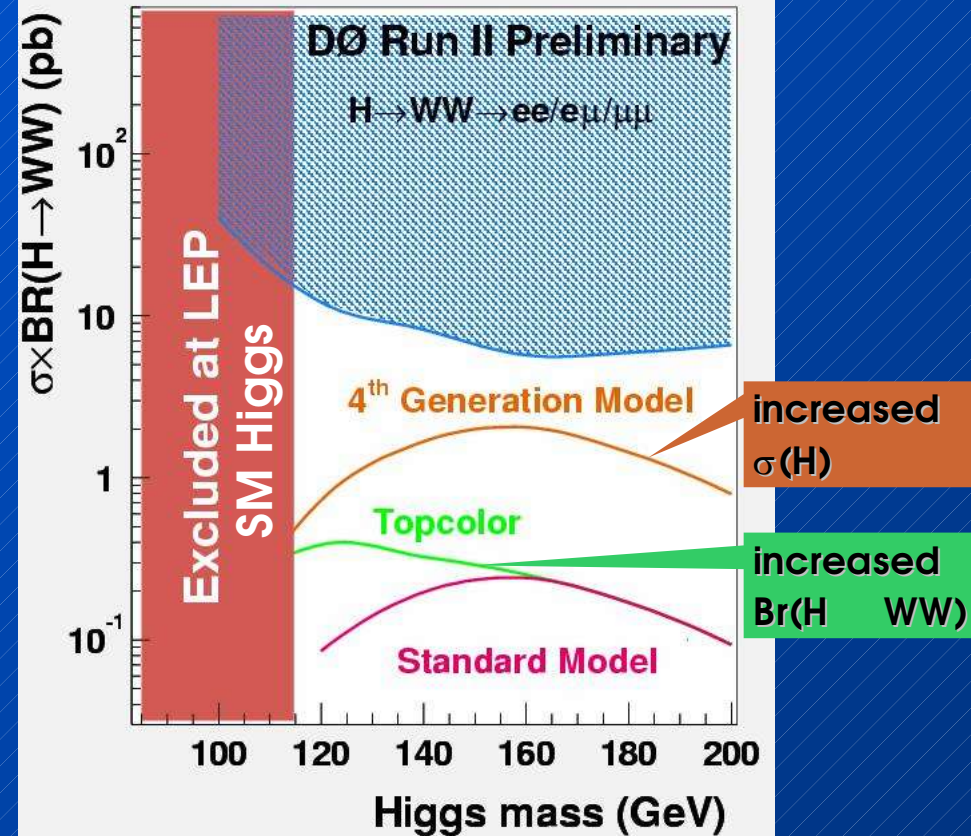 DØ Run II Preliminary
H→WW→ee/eμ/μμ
σ×BR(H→WW) (pb)
10²
10
1
10⁻¹
Excluded at LEP
SM Higgs
4ᵗʰ Generation Model
Topcolor
Standard Model
increased
σ(H)
increased
Br(H WW)
100 120 140 160 180 200
Higgs mass (GeV)